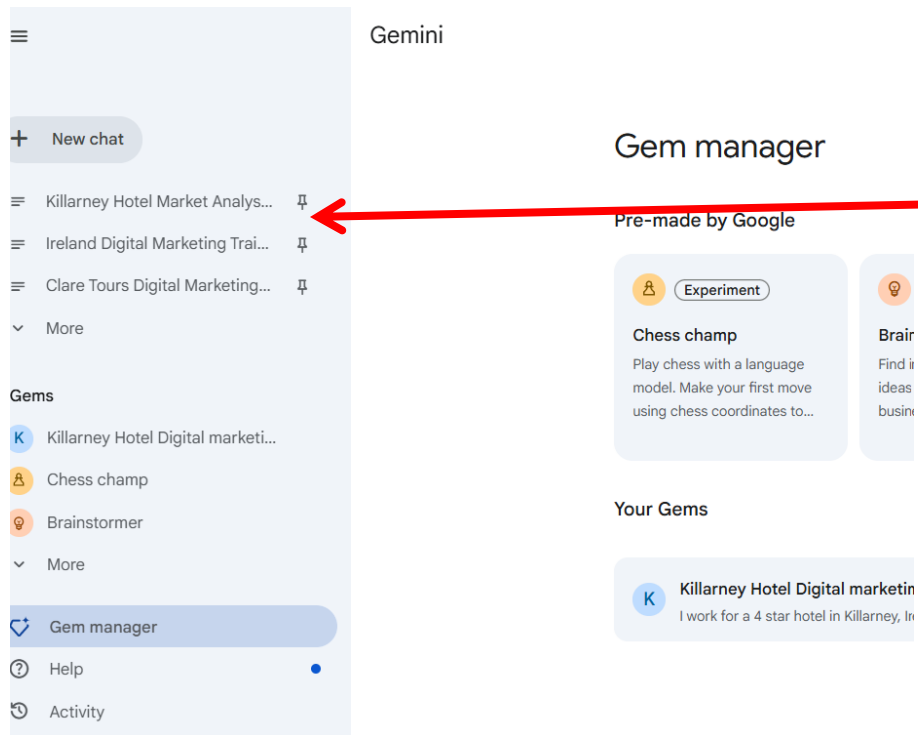 Gemini
New chat
Killarney Hotel Market Analys...
Ireland Digital Marketing Trai...
Clare Tours Digital Marketing...
More
Gems
K Killarney Hotel Digital marketi...
Chess champ
Brainstormer
More
Gem manager
Help
Activity
Gem manager
Pre-made by Google
Experiment
Chess champ
Play chess with a language
model. Make your first move
using chess coordinates to...
Find
ideas
Your Gems
K
Killarney Hotel Digital
I work for a 4 star hotel in Killarney,